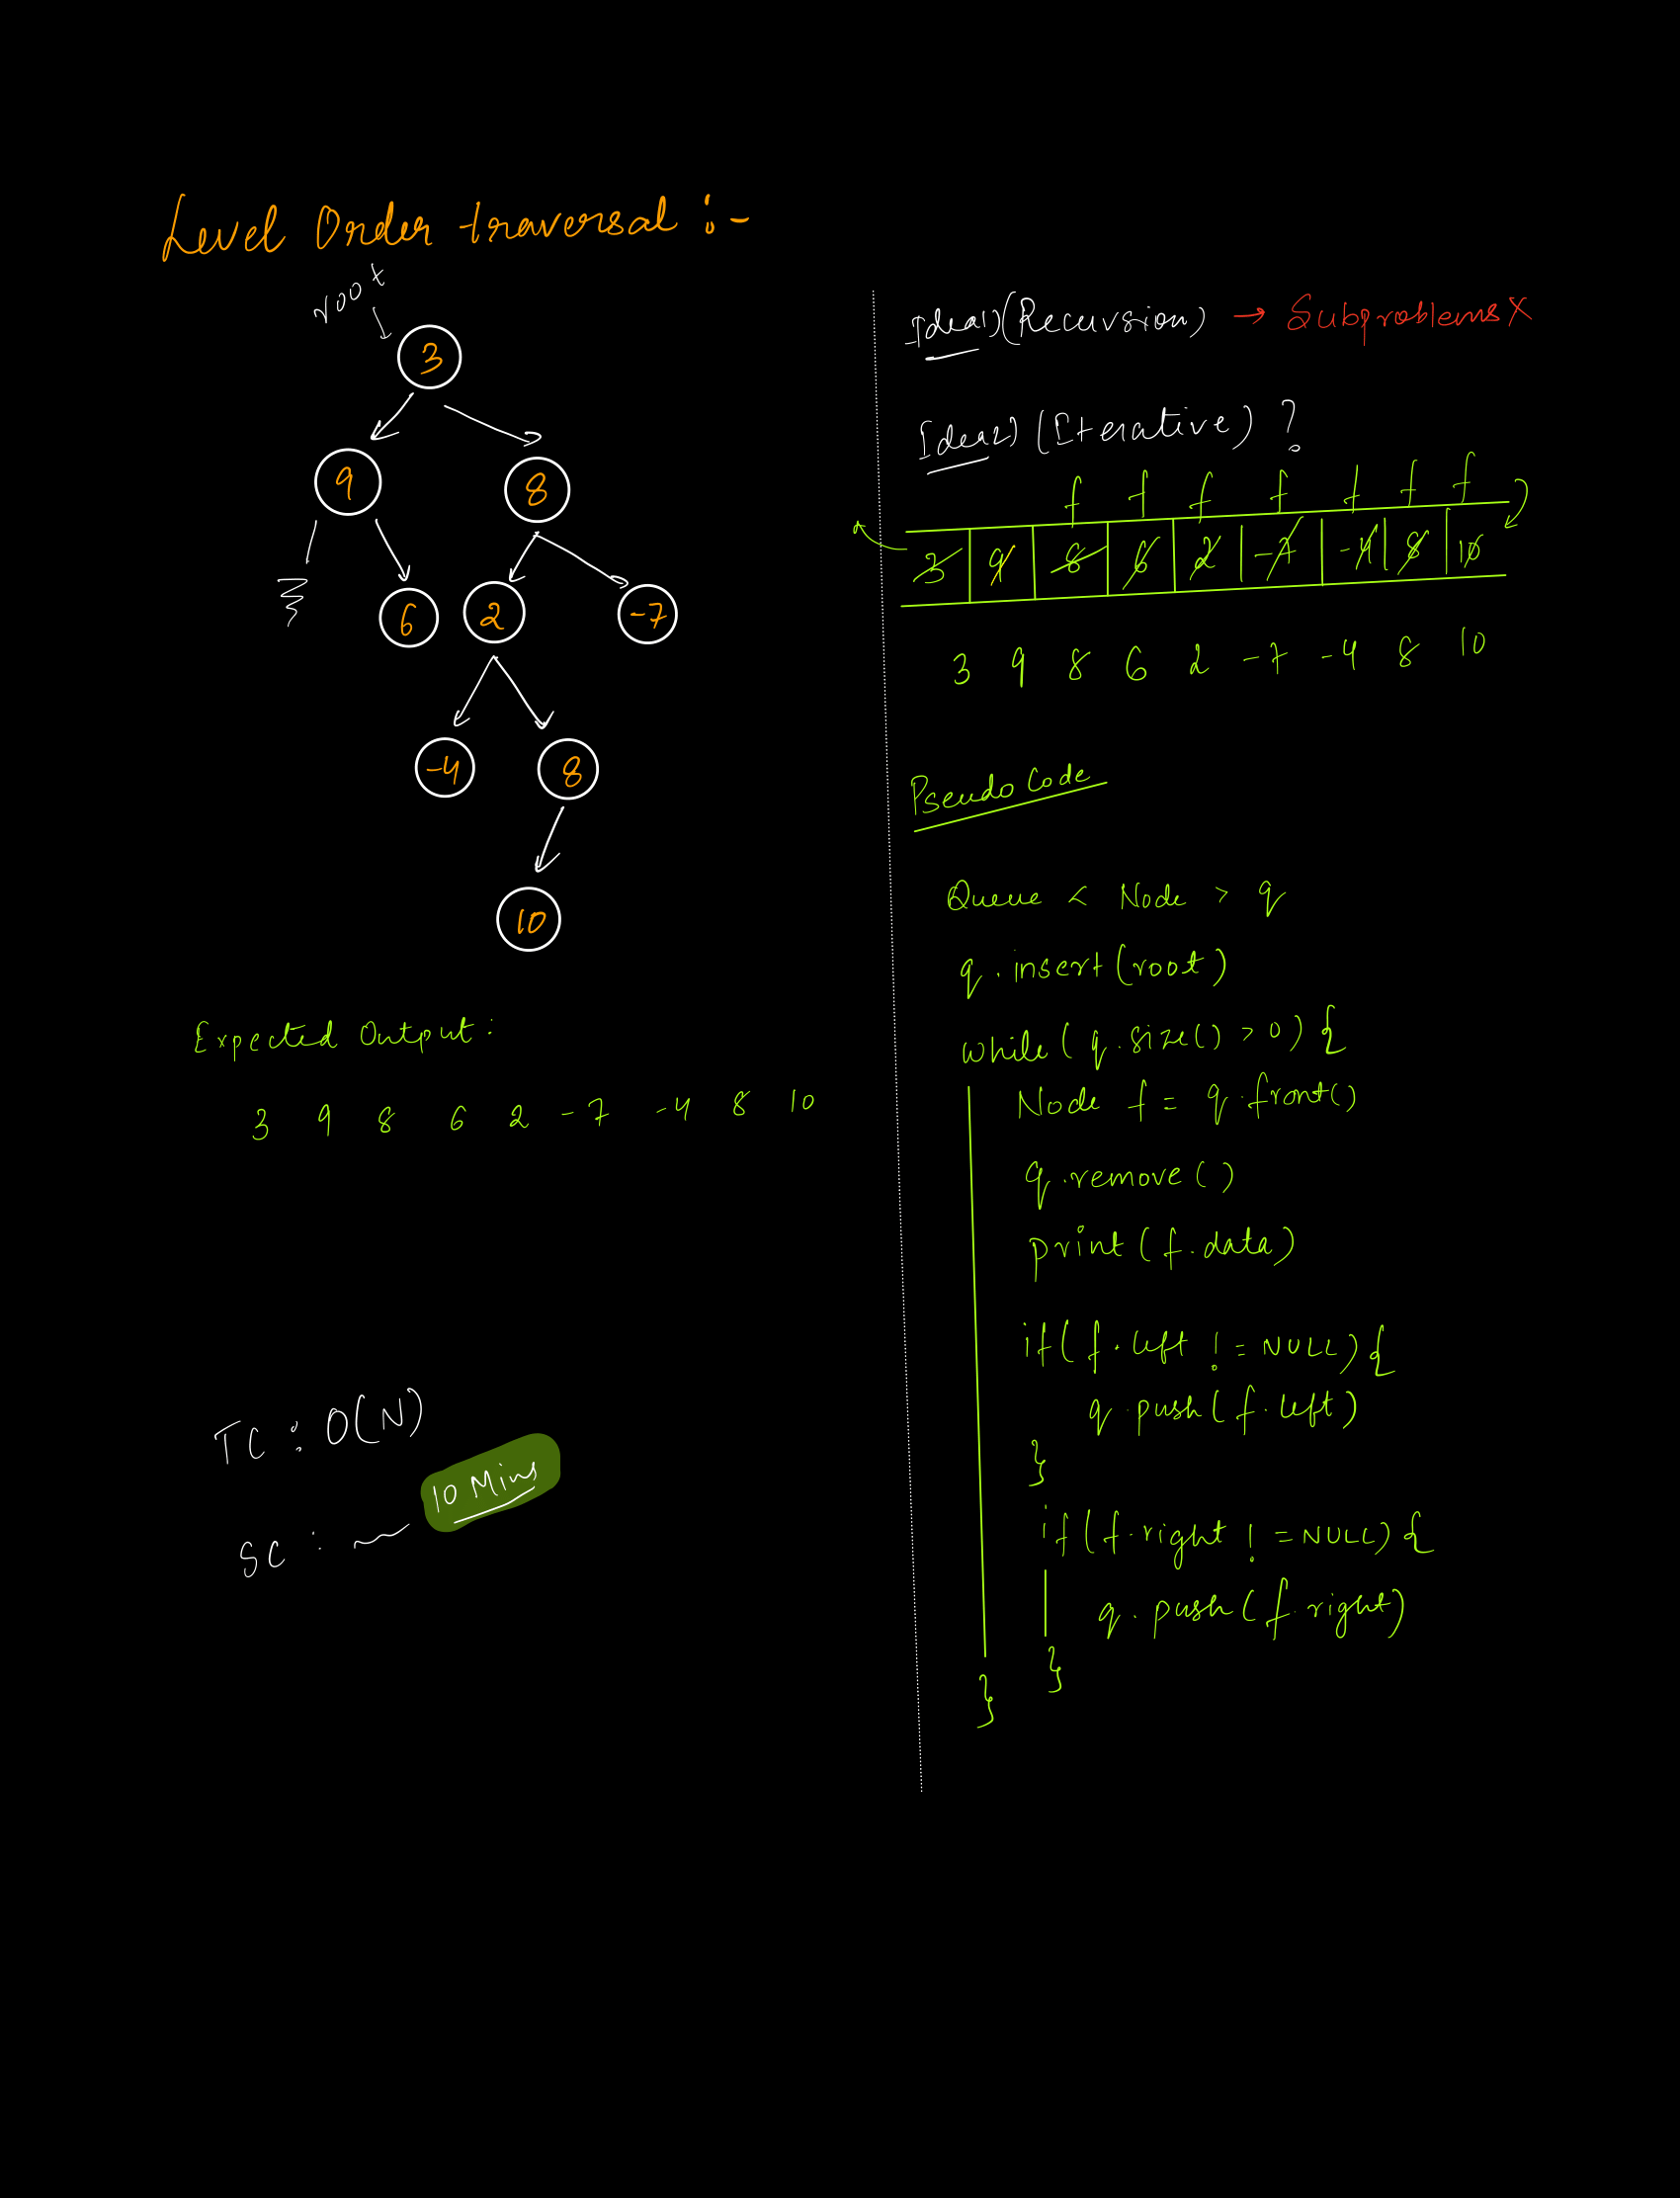 Level Order traversal :-
root
3
9 8
6 2 -7
-4 8
10
Expected Output :
3 9 8 6 2 -7 -4 8 10
TC : O(N)
SC : 10 Mins
Idea1) (Recursion) → Subproblems X
Idea2) (Iterative) ?
f f f f f f f
3 9 8 6 2 -7 -4 8 10
3 9 8 6 2 -7 -4 8 10
Pseudo Code
Queue < Node > q
q.insert(root)
while ( q.size() > 0) {
Node f = q.front()
q.remove()
print(f.data)
if( f.left != NULL) {
q.push( f.left)
}
if( f.right != NULL) {
q.push( f.right)
}
}